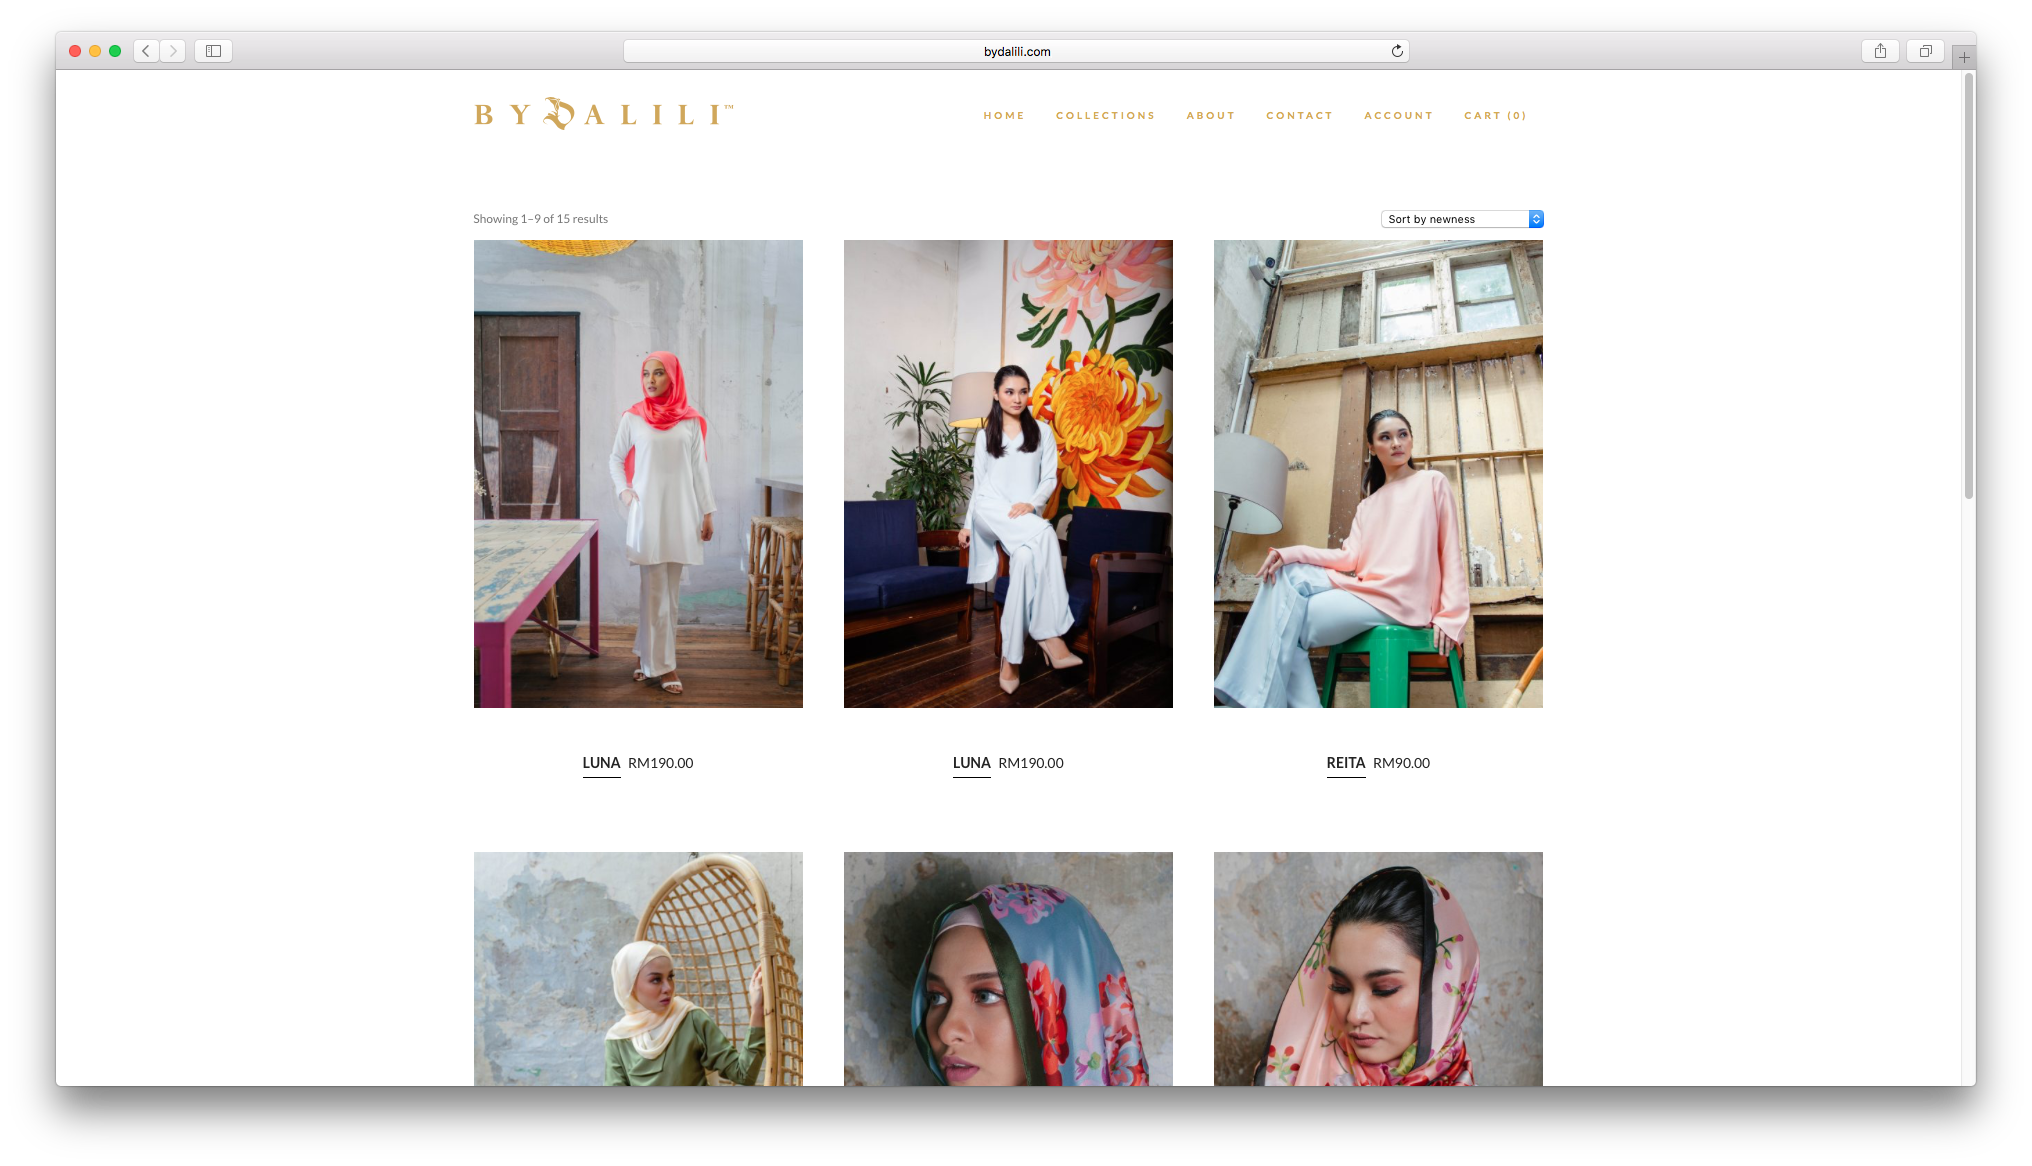 bydalili.com
BYDALILI™
HOME COLLECTIONS ABOUT CONTACT ACCOUNT CART (0)
Showing 1–9 of 15 results
Sort by newness
LUNA RM190.00
LUNA RM190.00
REITA RM90.00